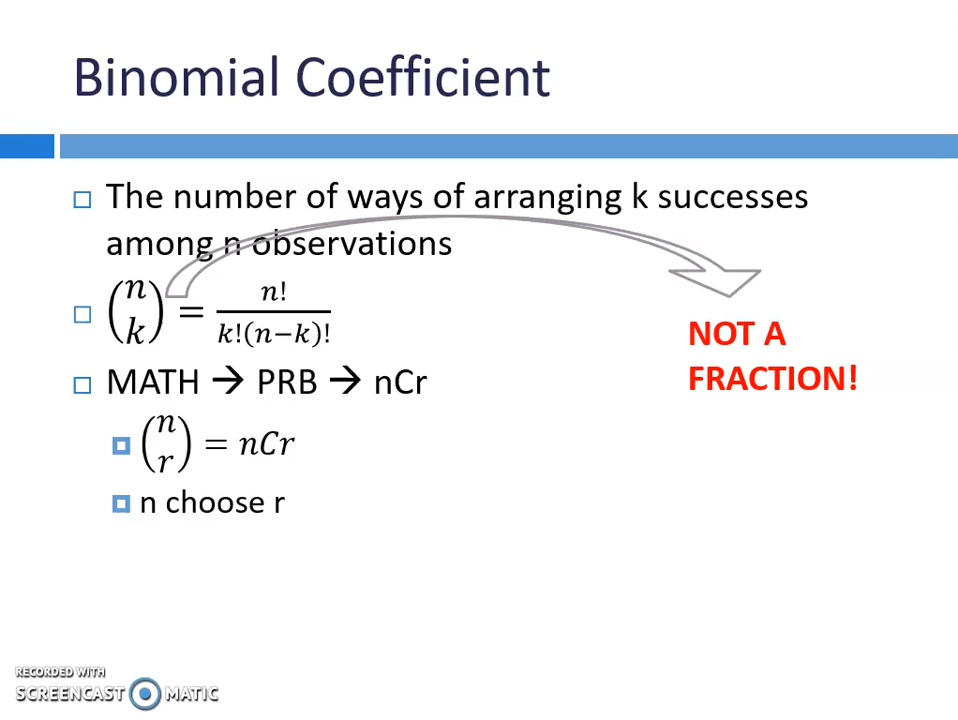 Binomial Coefficient
The number of ways of arranging k successes
among n observations
(n k) = n! / k!(n−k)!
NOT A
FRACTION!
MATH → PRB → nCr
(n r) = nCr
n choose r
RECORDED WITH
SCREENCAST MATIC